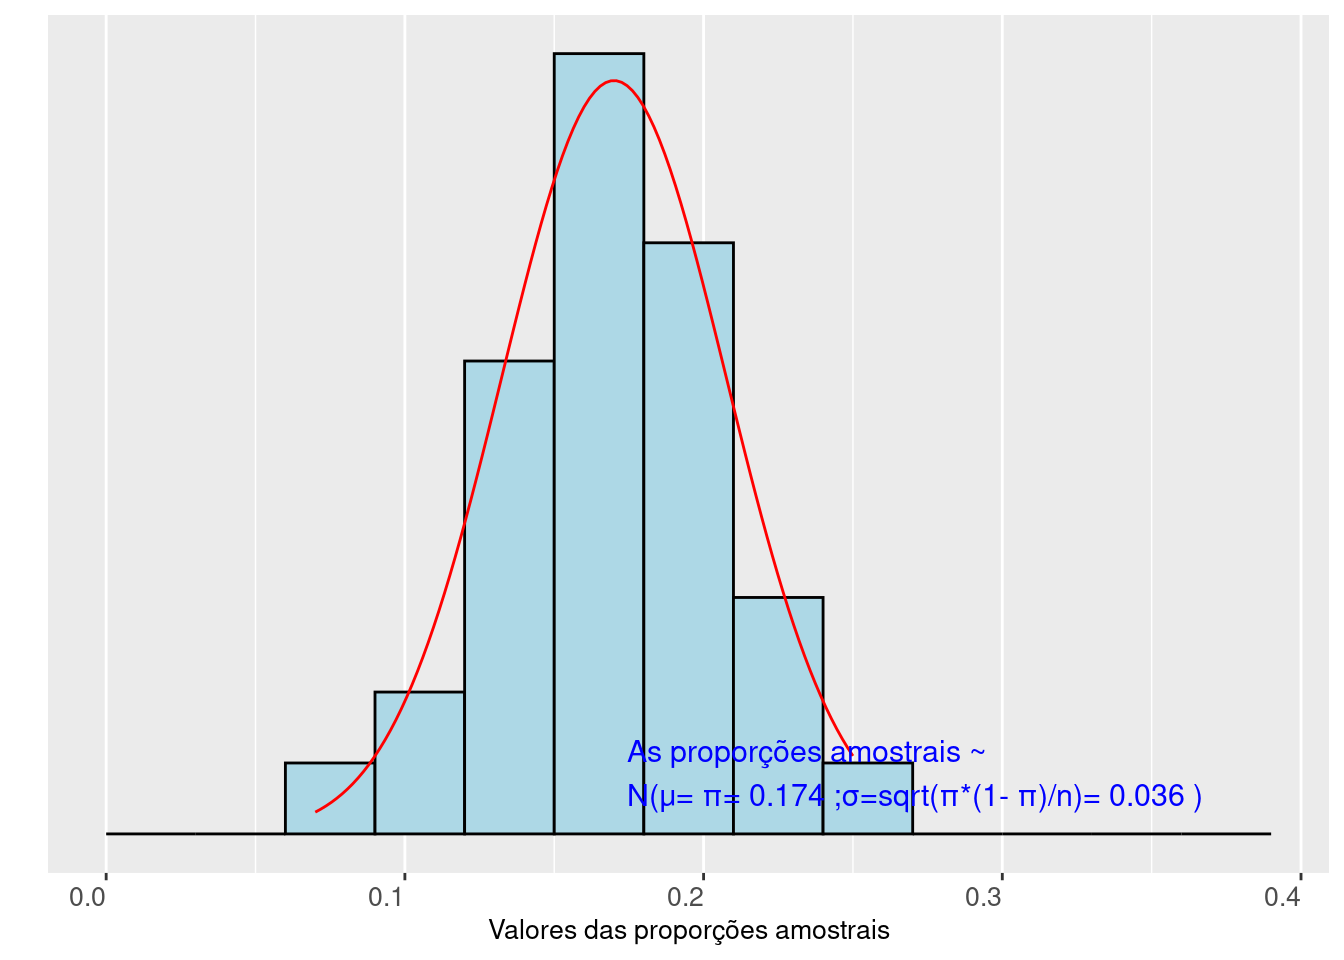 As proporções amostrais ~
N(μ= π= 0.174 ;σ=sqrt(π*(1- π)/n)= 0.036 )
0.0 0.1 0.2 0.3 0.4
Valores das proporções amostrais